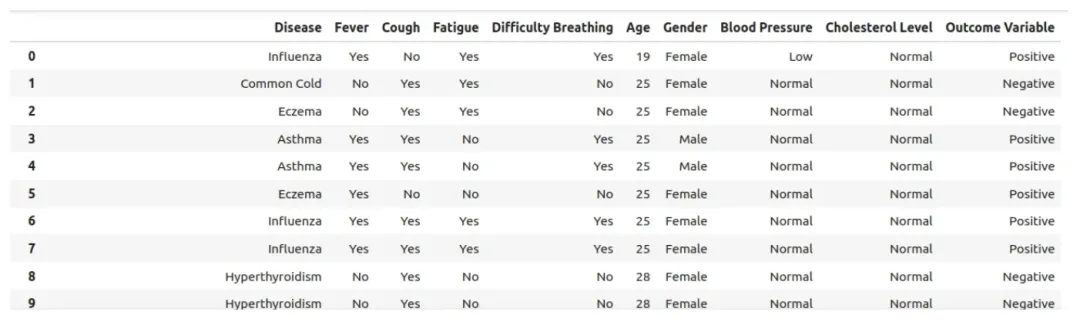 Disease Fever Cough Fatigue Difficulty Breathing Age Gender Blood Pressure Cholesterol Level Outcome Variable
0 Influenza Yes No Yes Yes 19 Female Low Normal Positive
1 Common Cold No Yes Yes No 25 Female Normal Normal Negative
2 Eczema No Yes Yes No 25 Female Normal Normal Negative
3 Asthma Yes Yes No Yes 25 Male Normal Normal Positive
4 Asthma Yes Yes No Yes 25 Male Normal Normal Positive
5 Eczema Yes No No No 25 Female Normal Normal Positive
6 Influenza Yes Yes Yes Yes 25 Female Normal Normal Positive
7 Influenza Yes Yes Yes Yes 25 Female Normal Normal Positive
8 Hyperthyroidism No Yes No No 28 Female Normal Normal Negative
9 Hyperthyroidism No Yes No No 28 Female Normal Normal Negative